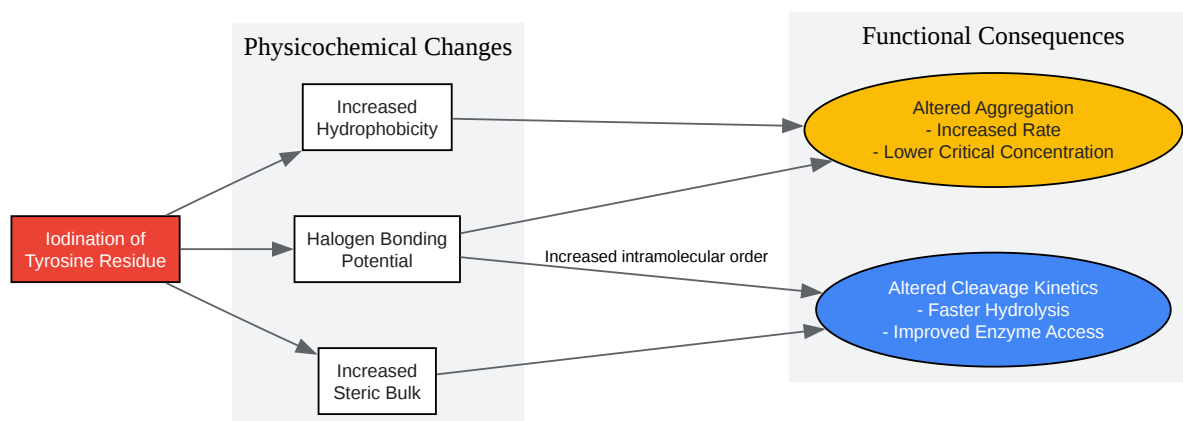 Physicochemical Changes
Functional Consequences
Increased
Hydrophobicity
Altered Aggregation
- Increased Rate
- Lower Critical Concentration
Iodination of
Tyrosine Residue
Halogen Bonding
Potential
Increased intramolecular order
Altered Cleavage Kinetics
- Faster Hydrolysis
- Improved Enzyme Access
Increased
Steric Bulk